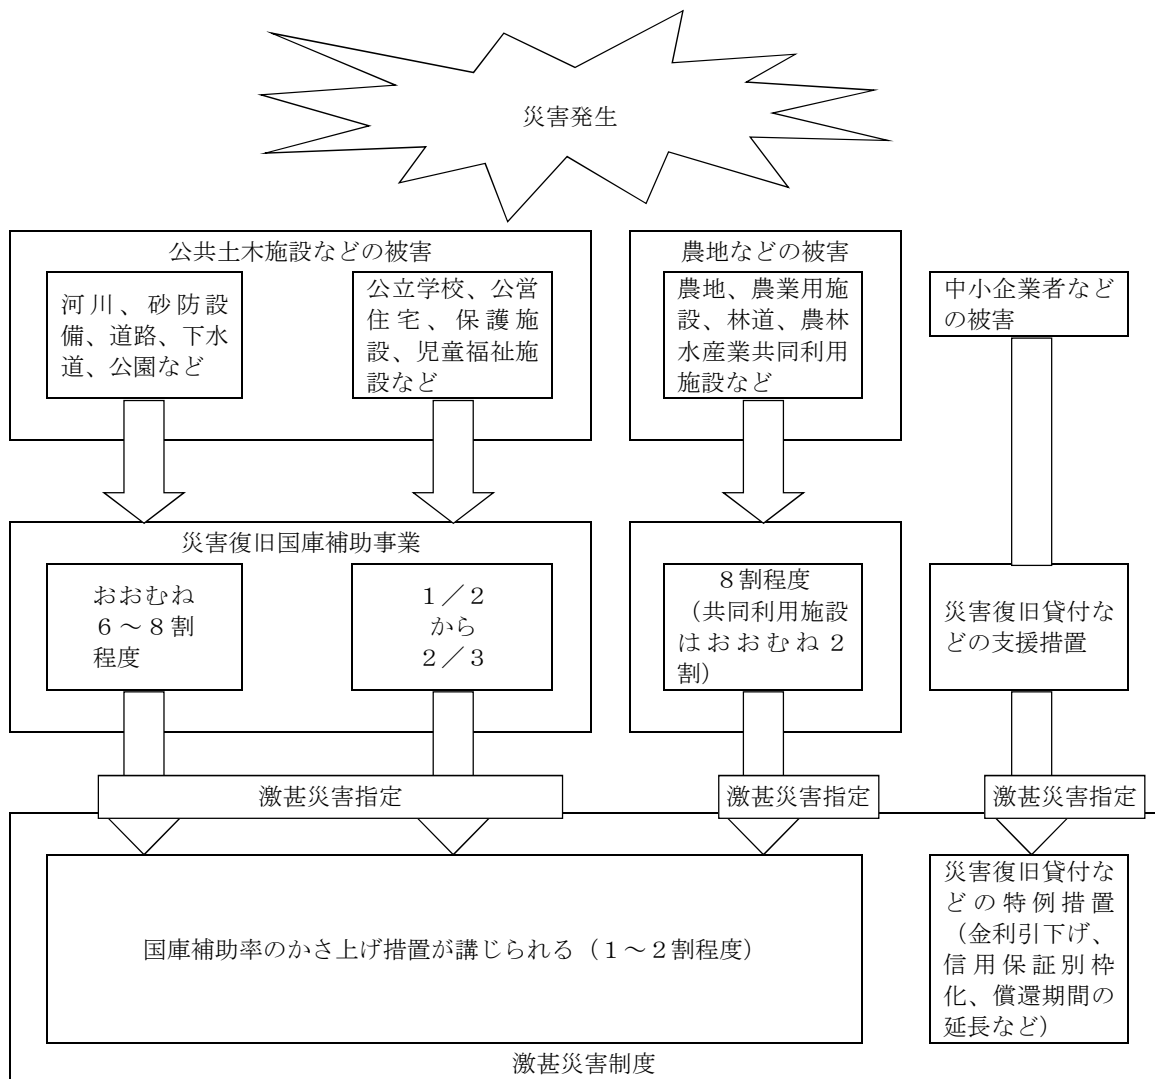 災害発生
公共土木施設などの被害
河川、砂防設
備、道路、下水
道、公園など
公立学校、公営
住宅、保護施
設、児童福祉施
設など
農地などの被害
農地、農業用施
設、林道、農林
水産業共同利用
施設など
中小企業者など
の被害
災害復旧国庫補助事業
おおむね
6～8割
程度
1／2
から
2／3
8割程度
（共同利用施設
はおおむね2
割）
災害復旧貸付な
どの支援措置
激甚災害指定
激甚災害指定
激甚災害指定
国庫補助率のかさ上げ措置が講じられる（1～2割程度）
災害復旧貸付な
どの特例措置
（金利引下げ、
信用保証別枠
化、償還期間の
延長など）
激甚災害制度